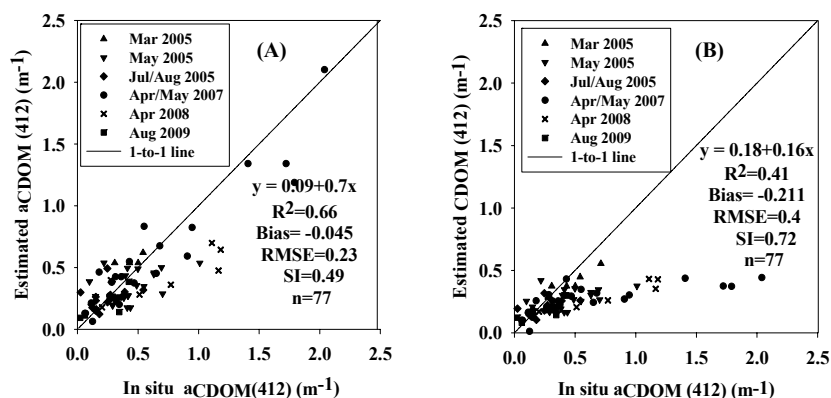 (A)
Mar 2005
May 2005
Jul/Aug 2005
Apr/May 2007
Apr 2008
Aug 2009
1-to-1 line
y = 0.09+0.7x
R2=0.66
Bias= -0.045
RMSE=0.23
SI=0.49
n=77
Estimated aCDOM (412) (m-1)
2.5
2.0
1.5
1.0
0.5
0.0
0.0 0.5 1.0 1.5 2.0 2.5
In situ aCDOM(412) (m-1)
(B)
Mar 2005
May 2005
Jul/Aug 2005
Apr/May 2007
Apr 2008
Aug 2009
1-to-1 line
y = 0.18+0.16x
R2=0.41
Bias= -0.211
RMSE=0.4
SI=0.72
n=77
Estimated CDOM (412) (m-1)
2.5
2.0
1.5
1.0
0.5
0.0
0.0 0.5 1.0 1.5 2.0 2.5
In situ aCDOM(412) (m-1)